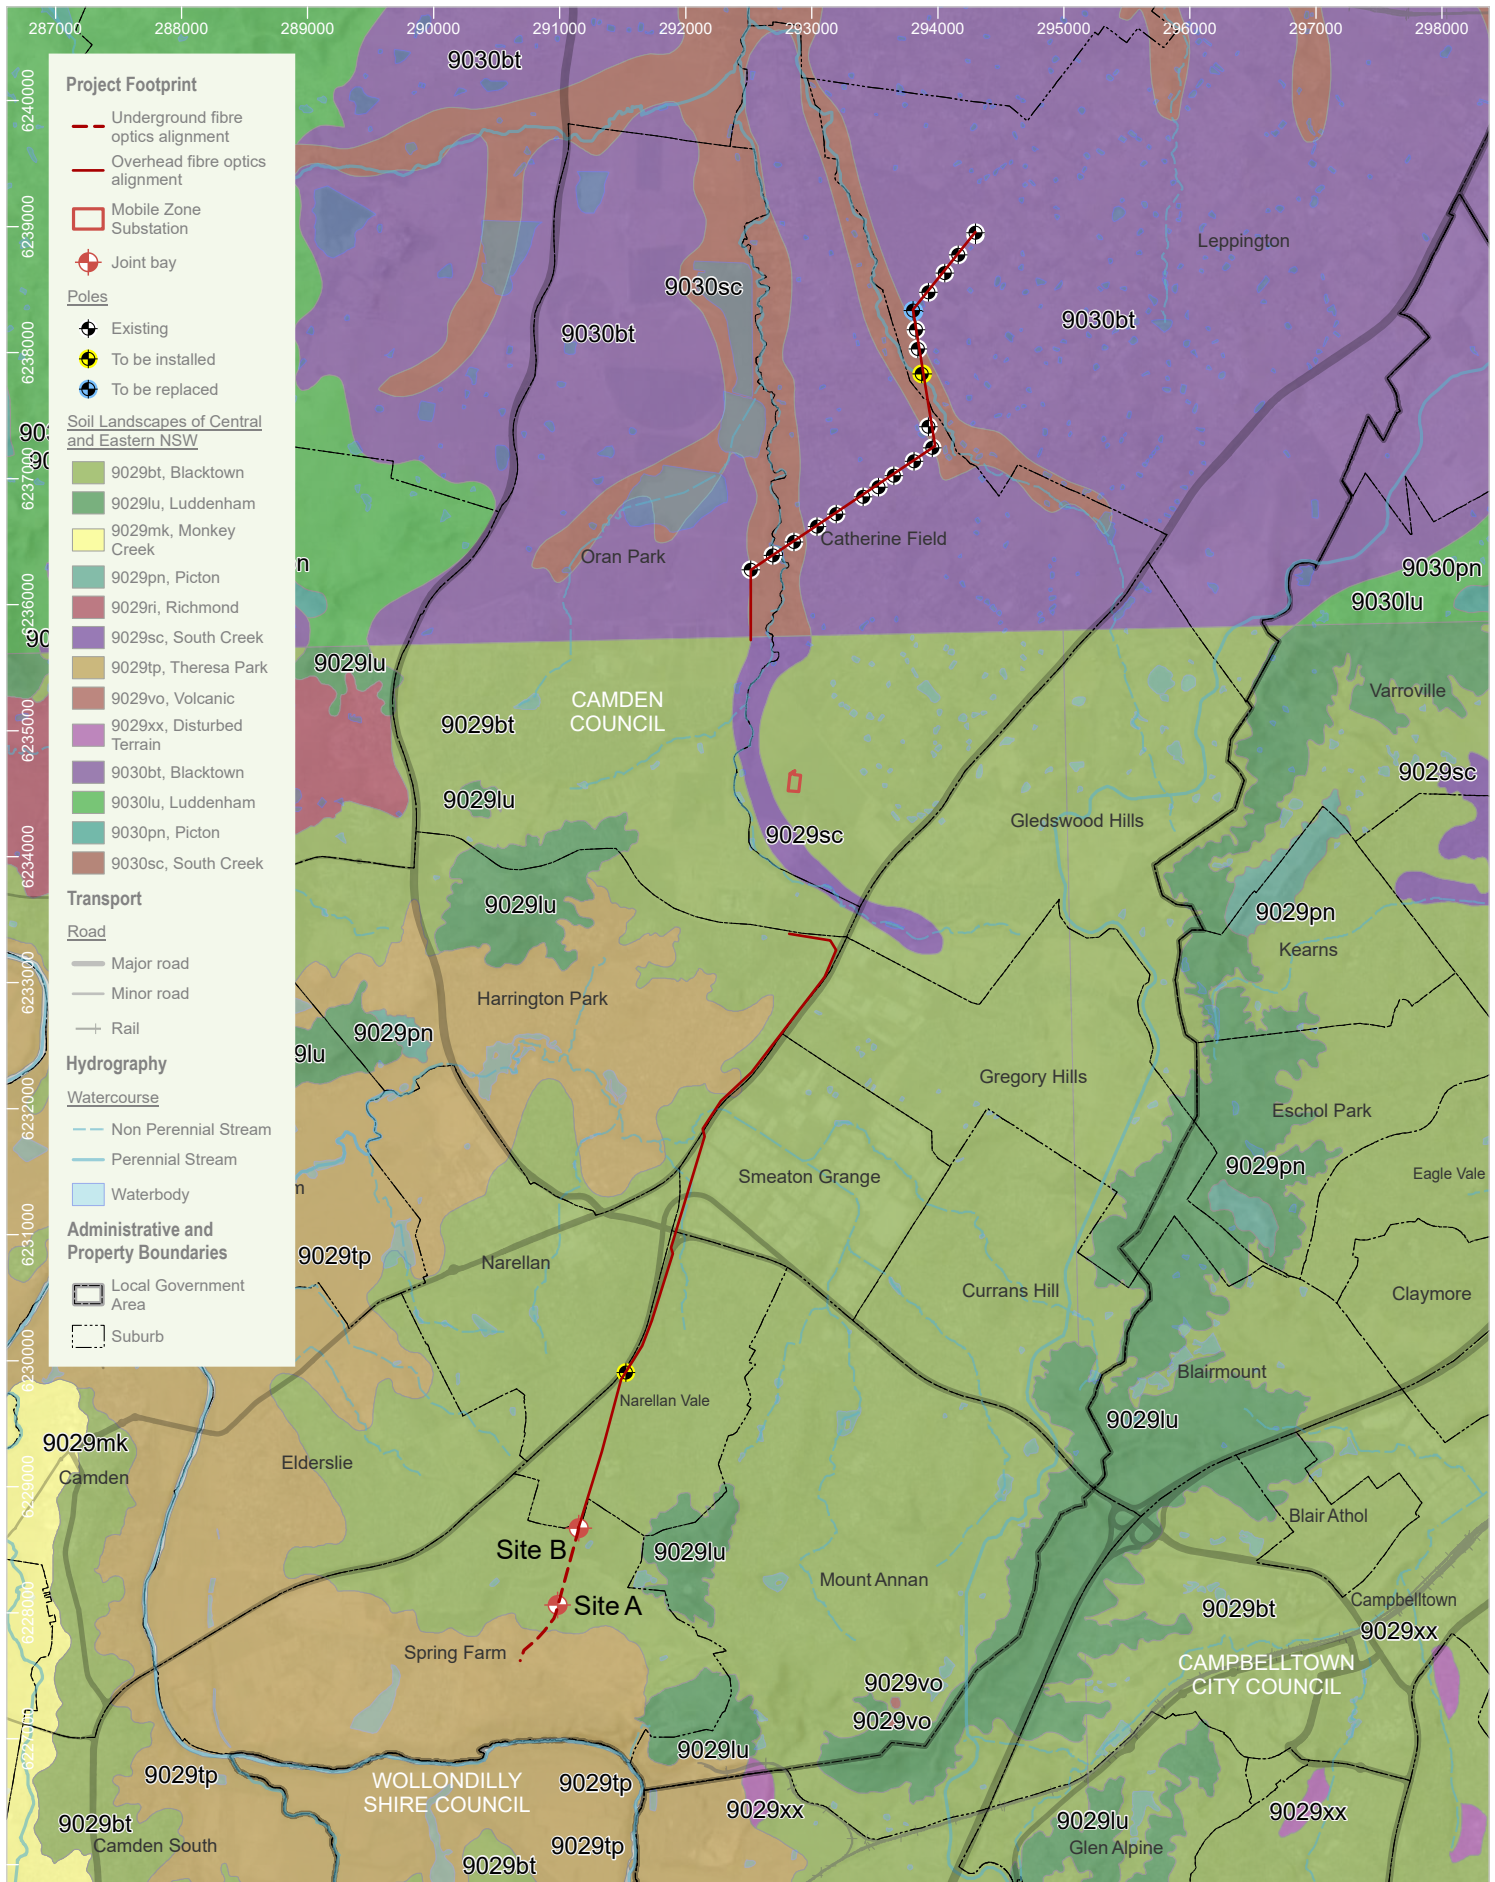 287000 288000 289000 290000 291000 292000 293000 294000 295000 296000 297000 298000
6240000
6239000
6238000
6237000
6236000
6235000
6234000
6233000
6232000
6231000
6230000
6229000
6228000
6227000
Project Footprint
Underground fibre
optics alignment
Overhead fibre optics
alignment
Mobile Zone
Substation
Joint bay
Poles
Existing
To be installed
To be replaced
Soil Landscapes of Central
and Eastern NSW
9029bt, Blacktown
9029lu, Luddenham
9029mk, Monkey
Creek
9029pn, Picton
9029ri, Richmond
9029sc, South Creek
9029tp, Theresa Park
9029vo, Volcanic
9029xx, Disturbed
Terrain
9030bt, Blacktown
9030lu, Luddenham
9030pn, Picton
9030sc, South Creek
Transport
Road
Major road
Minor road
Rail
Hydrography
Watercourse
Non Perennial Stream
Perennial Stream
Waterbody
Administrative and
Property Boundaries
Local Government
Area
Suburb
9030bt
Leppington
9030sc
9030bt
9030bt
Catherine Field
Oran Park
9030pn
9030lu
9029lu
Varroville
CAMDEN
COUNCIL
9029bt
9029sc
9029lu
Gledswood Hills
9029sc
9029lu
9029pn
Kearns
Harrington Park
9029pn
9lu
Gregory Hills
Eschol Park
9029pn
Eagle Vale
Smeaton Grange
m
9029tp
Narellan
Currans Hill
Claymore
Blairmount
Narellan Vale
9029lu
9029mk
Camden
Elderslie
Blair Athol
Site B
9029lu
Mount Annan
Site A
9029bt
Campbelltown
9029xx
Spring Farm
CAMPBELLTOWN
CITY COUNCIL
9029vo
9029vo
9029lu
9029tp
WOLLONDILLY
SHIRE COUNCIL
9029tp
9029xx
9029xx
9029bt
9029lu
Camden South
9029tp
Glen Alpine
9029bt